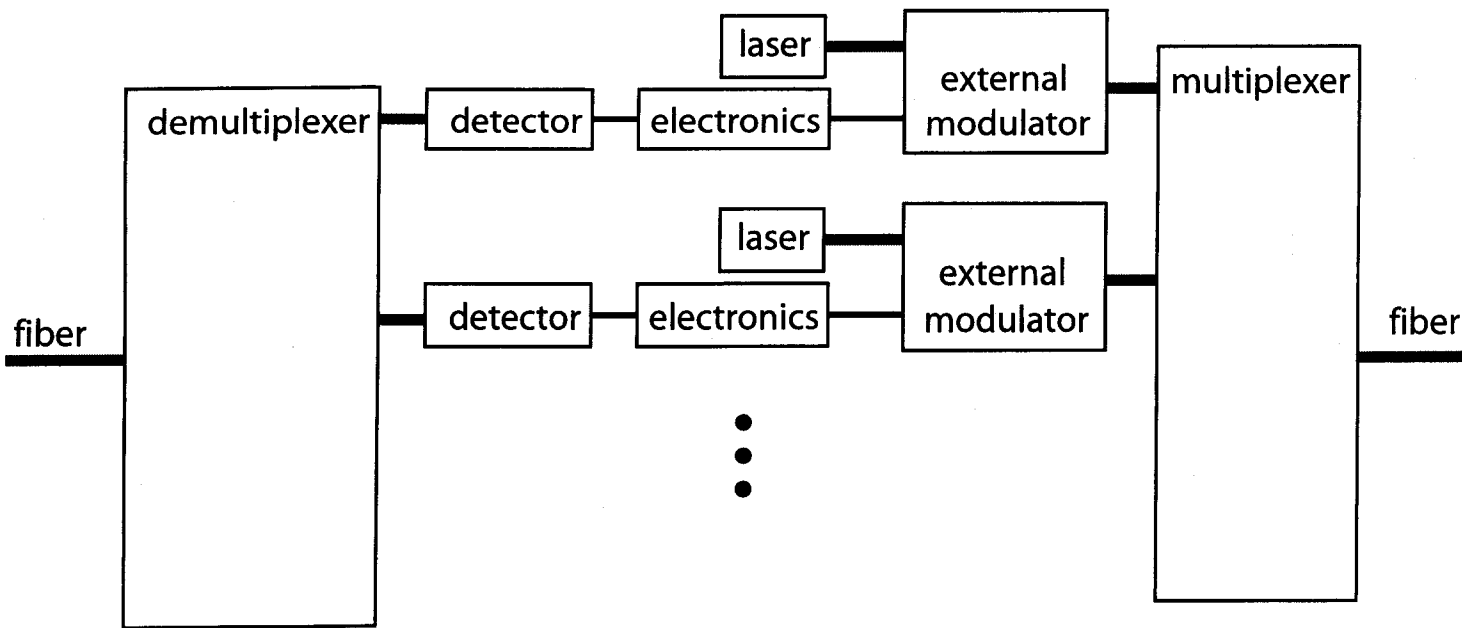 laser
external
modulator
multiplexer
demultiplexer
detector
electronics
laser
external
modulator
detector
electronics
fiber
fiber